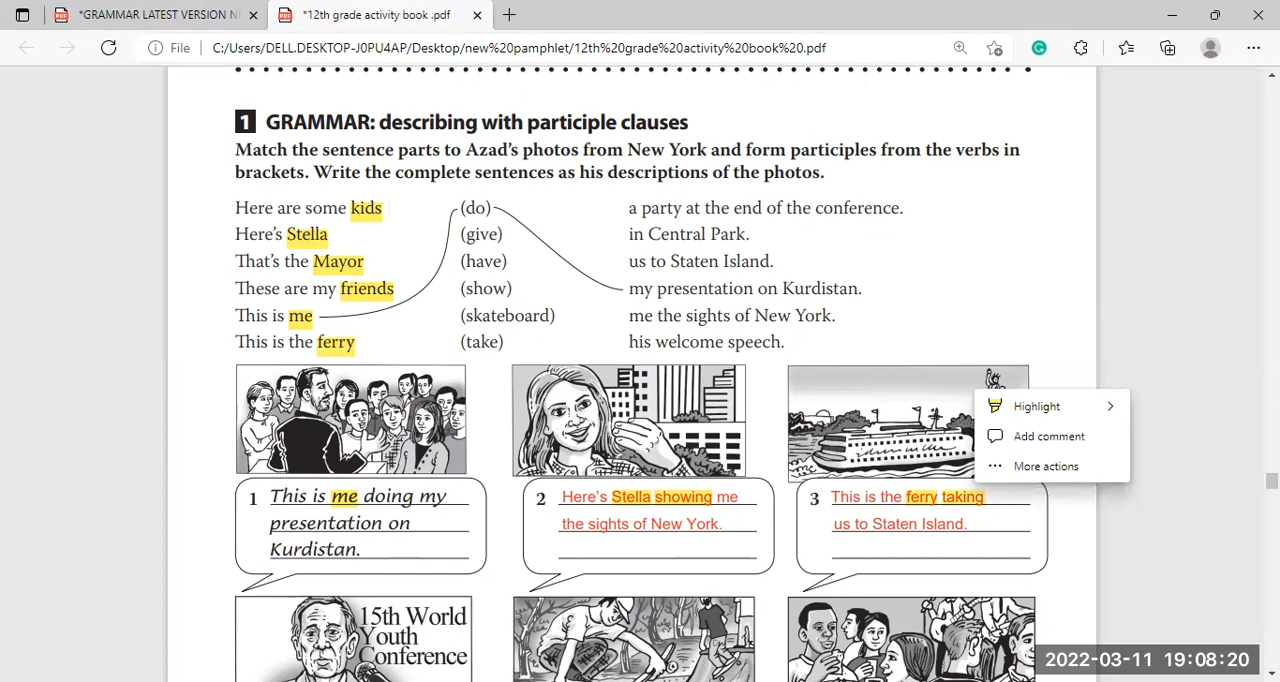 *GRAMMAR LATEST VERSION NE
*12th grade activity book .pdf
File
C:/Users/DELL.DESKTOP-J0PU4AP/Desktop/new%20pamphlet/12th%20grade%20activity%20book%20.pdf
1 GRAMMAR: describing with participle clauses
Match the sentence parts to Azad's photos from New York and form participles from the verbs in
brackets. Write the complete sentences as his descriptions of the photos.
Here are some kids (do) a party at the end of the conference.
Here's Stella (give) in Central Park.
That's the Mayor (have) us to Staten Island.
These are my friends (show) my presentation on Kurdistan.
This is me (skateboard) me the sights of New York.
This is the ferry (take) his welcome speech.
Highlight
Add comment
More actions
1 This is me doing my
presentation on
Kurdistan.
2 Here's Stella showing me
the sights of New York.
3 This is the ferry taking
us to Staten Island.
15th World
Youth
Conference
2022-03-11 19:08:20